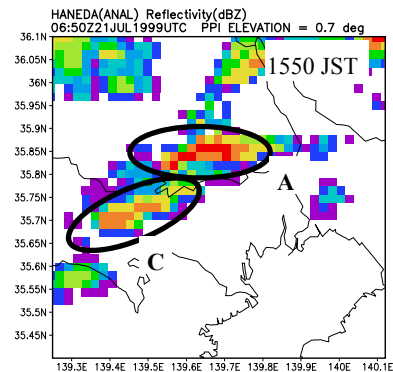 HANEDA(ANAL) Reflectivity(dBZ)
06:50Z21JUL1999UTC PPI ELEVATION = 0.7 deg
36.1N
1550 JST
36.05N
36N
35.95N
35.9N
35.85N
35.8N
A
35.75N
35.7N
35.65N
C
35.6N
35.55N
35.5N
35.45N
139.3E 139.4E 139.5E 139.6E 139.7E 139.8E 139.9E 140E 140.1E